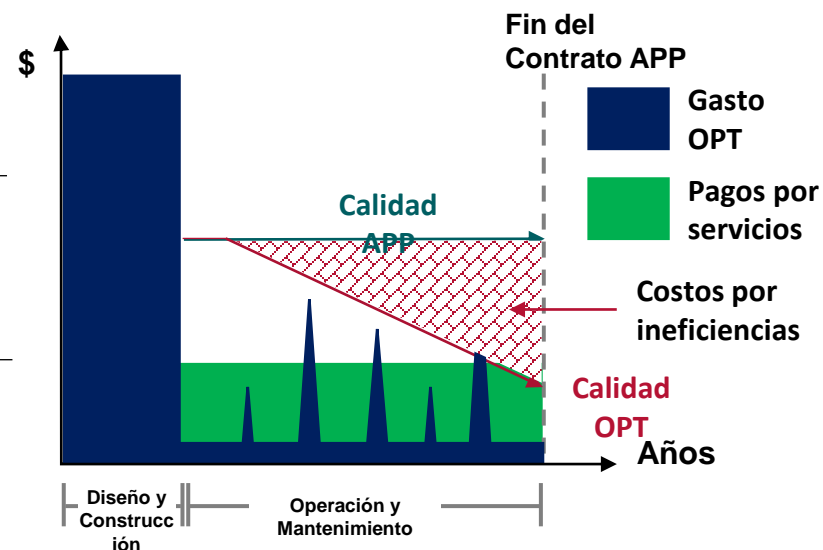 Fin del
Contrato APP
$
Gasto
OPT
Pagos por
servicios
Calidad
APP
Costos por
ineficiencias
Calidad
OPT
Años
Diseño y
Construcc
ión
Operación y
Mantenimiento